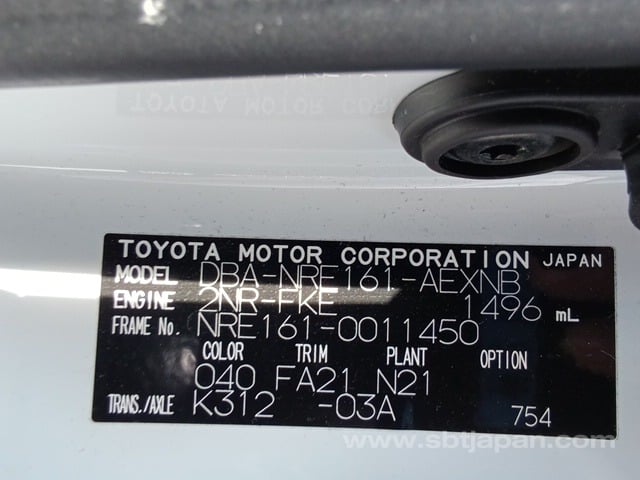 TOYOTA MOTOR CORPORATION JAPAN
MODEL DBA-NRE161-AEXNB
ENGINE 2NR-FKE 1496 mL
FRAME No. NRE161-0011450
COLOR TRIM PLANT OPTION
040 FA21 N21
TRANS./AXLE K312 -03A 754
www.sbtjapan.com